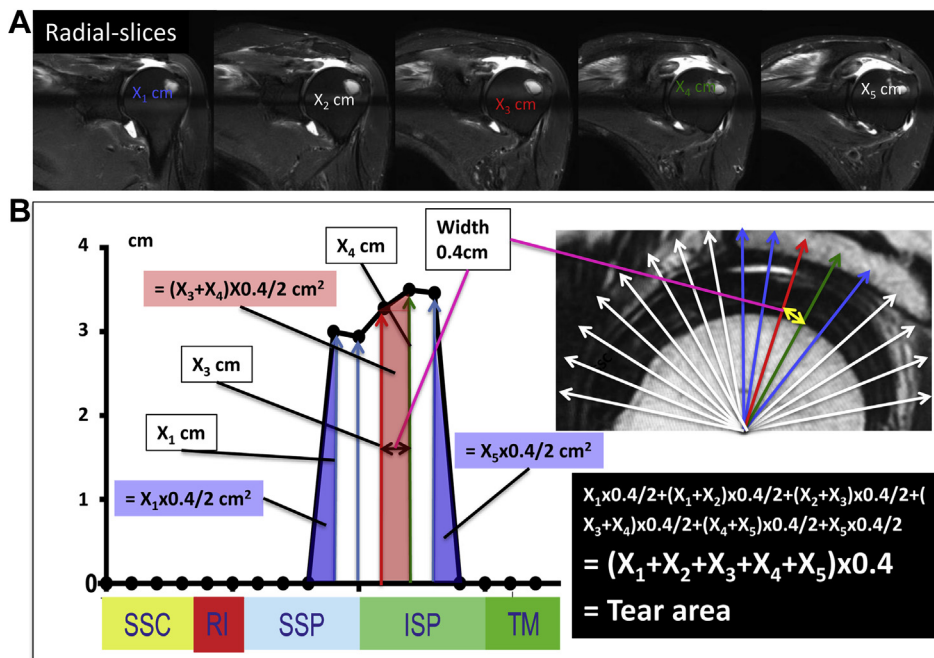 A
Radial-slices
X₁ cm
X₂ cm
X₃ cm
X₄ cm
X₅ cm
B
4
cm
3
2
1
0
X₄ cm
Width
0.4cm
= (X₃+X₄)X0.4/2 cm²
X₃ cm
X₁ cm
= X₁x0.4/2 cm²
= X₅x0.4/2 cm²
SC
SSC
RI
SSP
ISP
TM
X₁x0.4/2+(X₁+X₂)x0.4/2+(X₂+X₃)x0.4/2+(
X₃+X₄)x0.4/2+(X₄+X₅)x0.4/2+X₅x0.4/2
= (X₁+X₂+X₃+X₄+X₅)x0.4
= Tear area